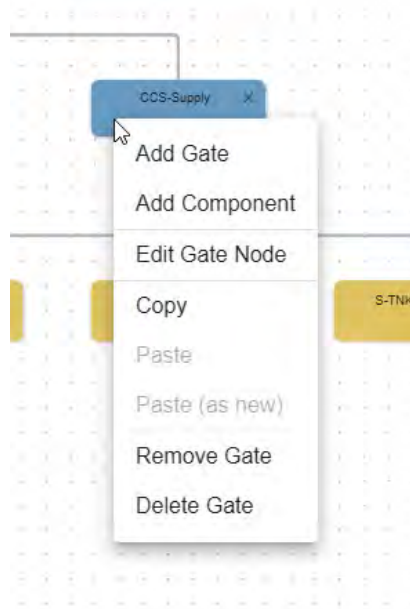 CCS-Supply ×
Add Gate
Add Component
Edit Gate Node
S-TNK
Copy
Paste
Paste (as new)
Remove Gate
Delete Gate